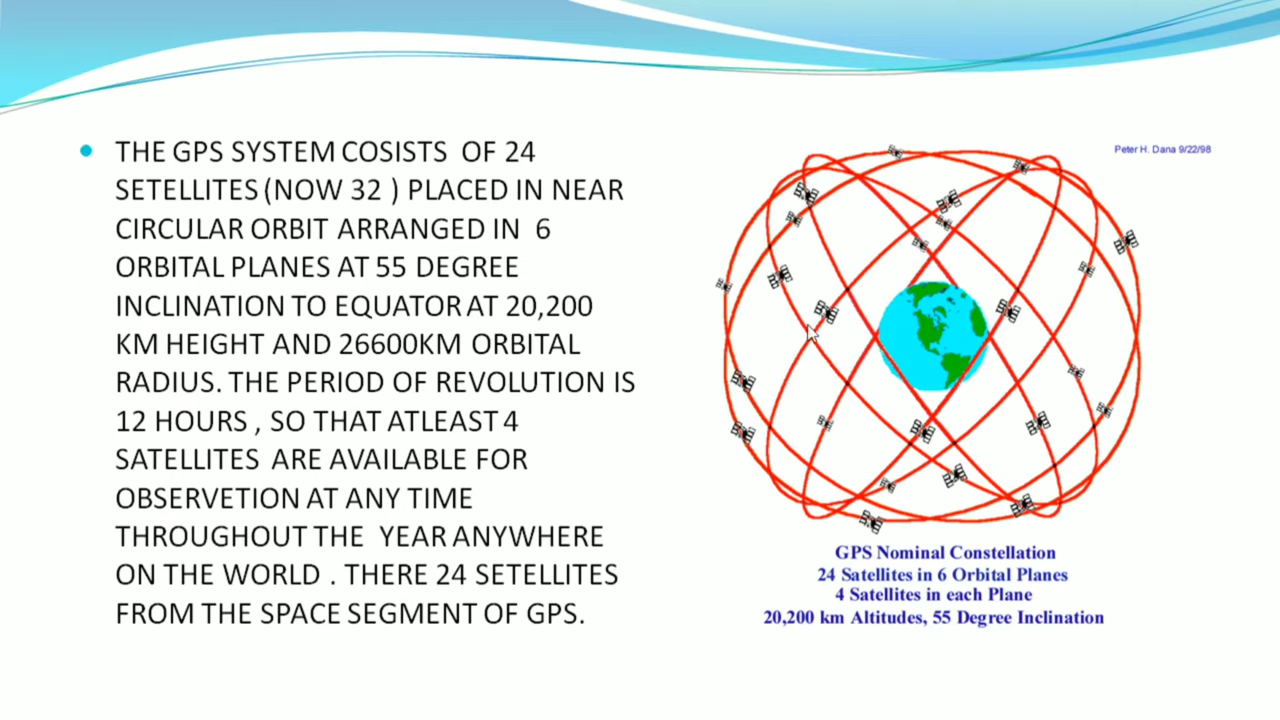 THE GPS SYSTEM COSISTS OF 24
SETELLITES (NOW 32 ) PLACED IN NEAR
CIRCULAR ORBIT ARRANGED IN 6
ORBITAL PLANES AT 55 DEGREE
INCLINATION TO EQUATOR AT 20,200
KM HEIGHT AND 26600KM ORBITAL
RADIUS. THE PERIOD OF REVOLUTION IS
12 HOURS , SO THAT ATLEAST 4
SATELLITES ARE AVAILABLE FOR
OBSERVETION AT ANY TIME
THROUGHOUT THE YEAR ANYWHERE
ON THE WORLD . THERE 24 SETELLITES
FROM THE SPACE SEGMENT OF GPS.
Peter H. Dana 9/22/98
GPS Nominal Constellation
24 Satellites in 6 Orbital Planes
4 Satellites in each Plane
20,200 km Altitudes, 55 Degree Inclination